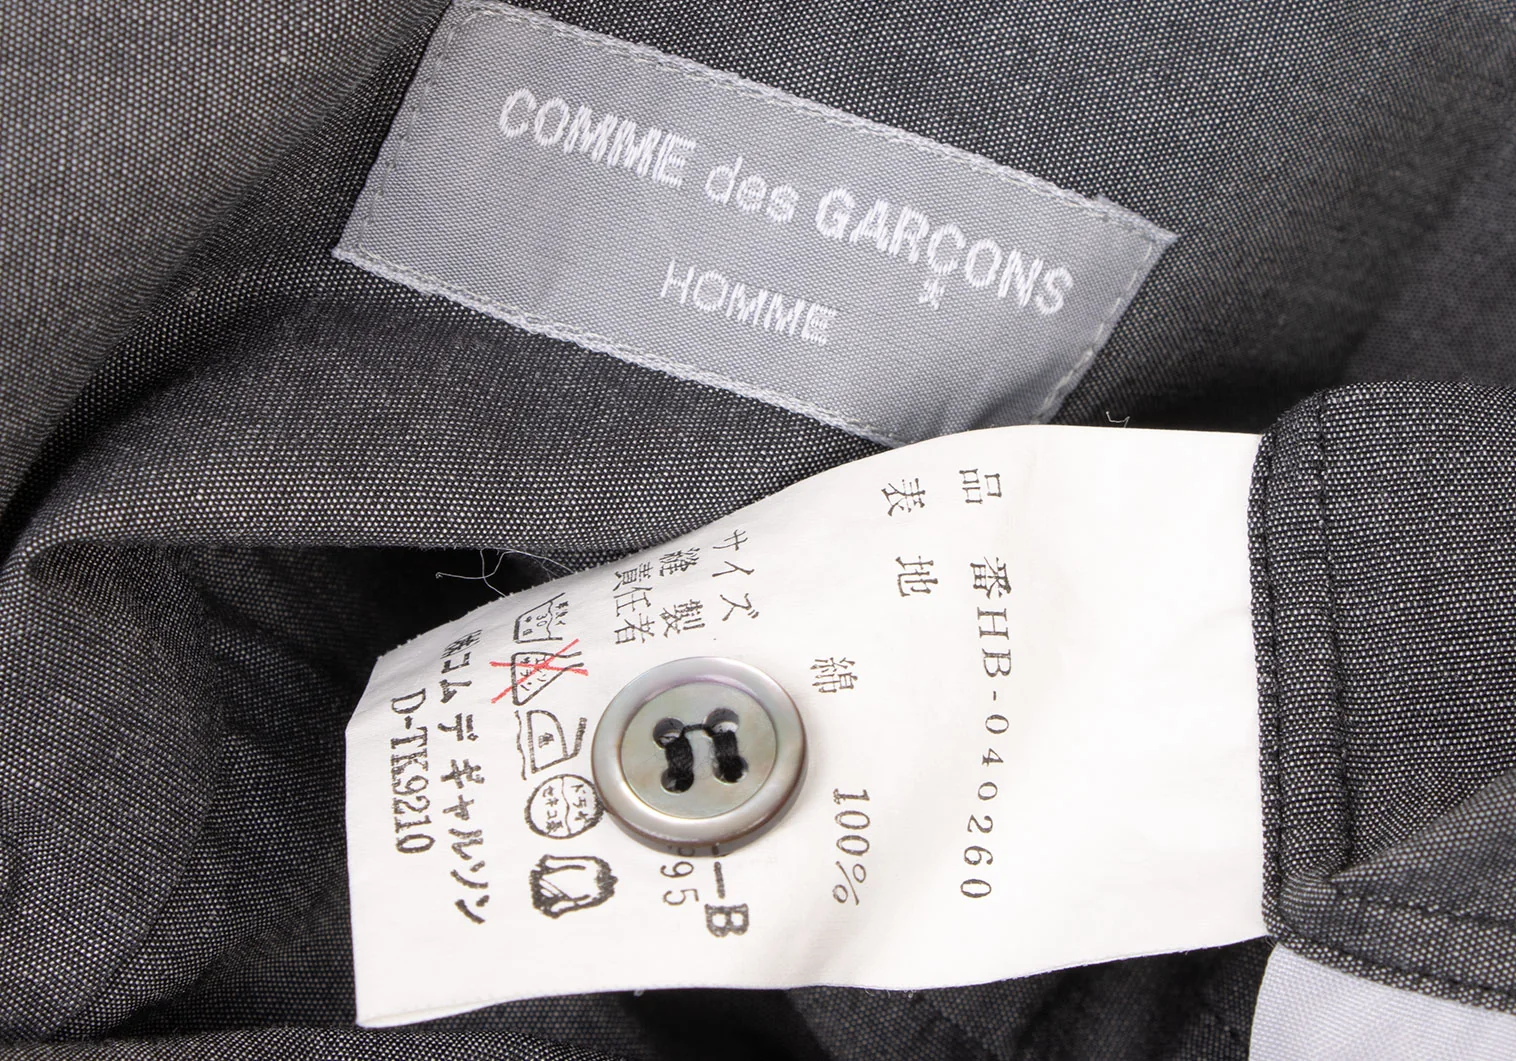 COMME des GARÇONS
HOMME
品 番HB-040260
表 地
綿 100%
サイズ
-B
縫 製
95
責任者
㈱コム デ ギャルソン
D-TK9210